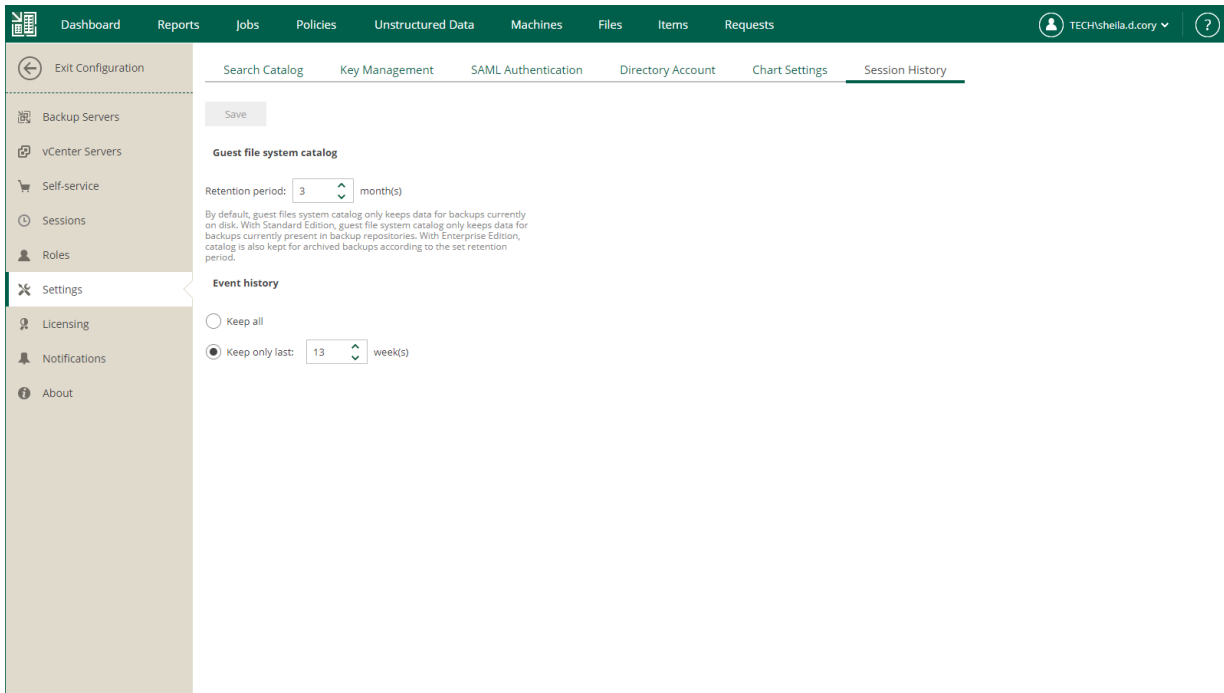 Dashboard Reports Jobs Policies Unstructured Data Machines Files Items Requests TECH\sheila.d.cory ?
Exit Configuration
Backup Servers
vCenter Servers
Self-service
Sessions
Roles
Settings
Licensing
Notifications
About
Search Catalog Key Management SAML Authentication Directory Account Chart Settings Session History
Save
Guest file system catalog
Retention period: 3 month(s)
By default, guest files system catalog only keeps data for backups currently
on disk. With Standard Edition, guest file system catalog only keeps data for
backups currently present in backup repositories. With Enterprise Edition,
catalog is also kept for archived backups according to the set retention
period.
Event history
Keep all
Keep only last: 13 week(s)